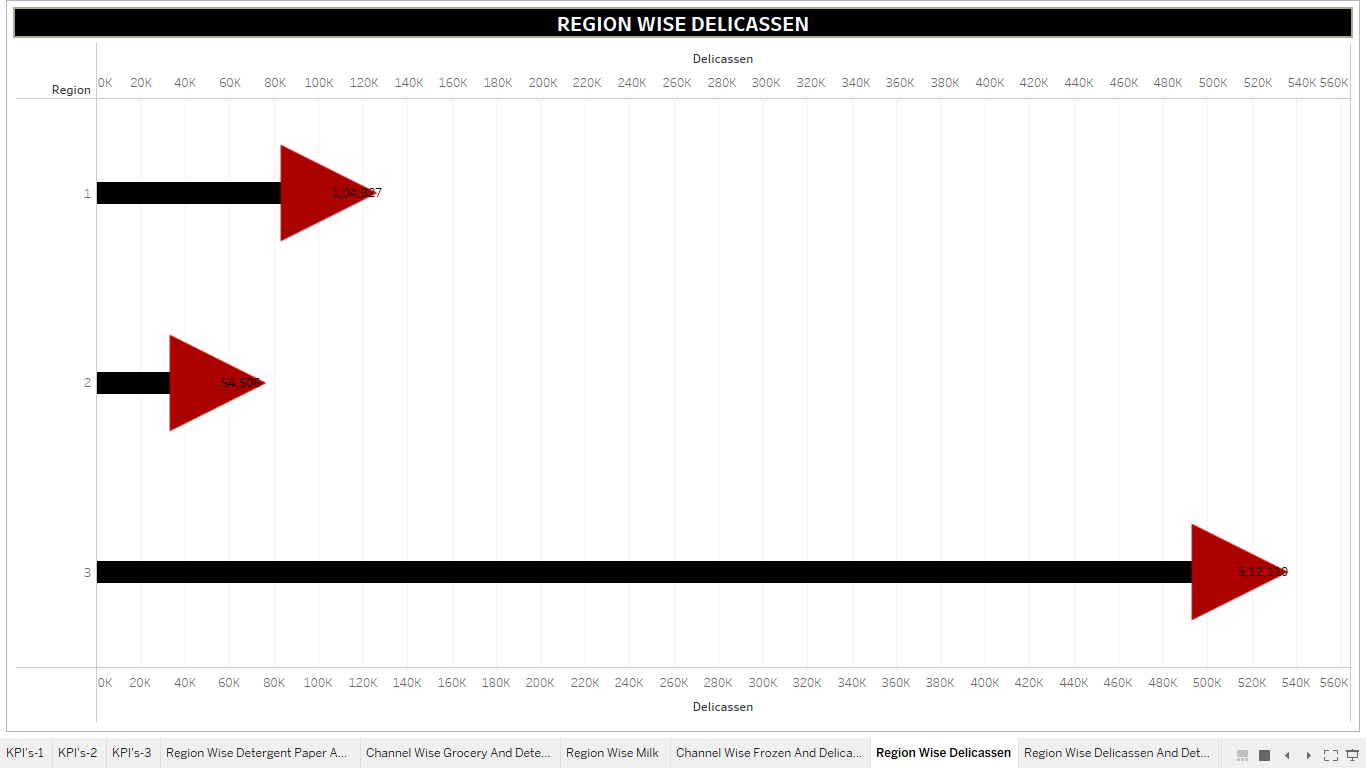 REGION WISE DELICASSEN
Delicassen
Region
0K 20K 40K 60K 80K 100K 120K 140K 160K 180K 200K 220K 240K 260K 280K 300K 320K 340K 360K 380K 400K 420K 440K 460K 480K 500K 520K 540K 560K
1 1,04,327
2 54,506
3 5,12,110
0K 20K 40K 60K 80K 100K 120K 140K 160K 180K 200K 220K 240K 260K 280K 300K 320K 340K 360K 380K 400K 420K 440K 460K 480K 500K 520K 540K 560K
Delicassen
KPI's-1 KPI's-2 KPI's-3 Region Wise Detergent Paper A... Channel Wise Grocery And Dete... Region Wise Milk Channel Wise Frozen And Delica... Region Wise Delicassen Region Wise Delicassen And Det...